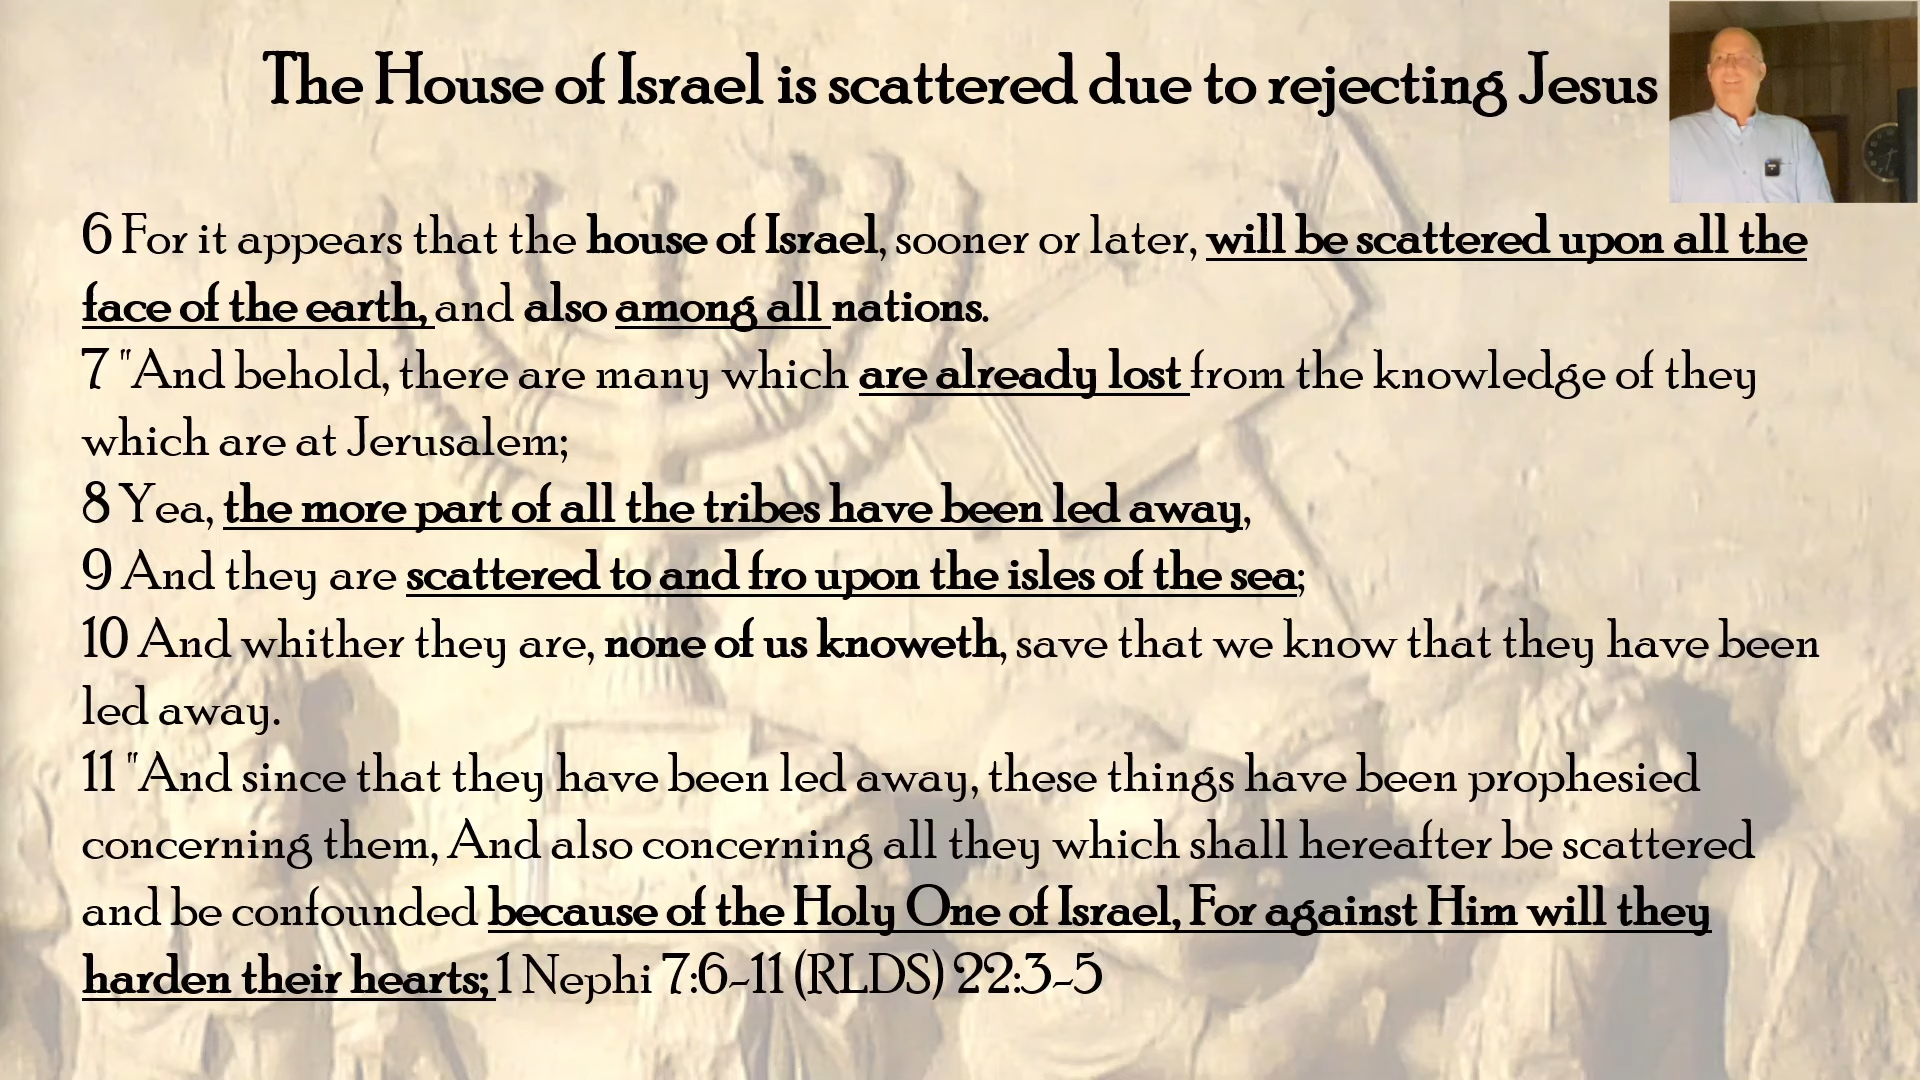 The House of Israel is scattered due to rejecting Jesus
6 For it appears that the house of Israel, sooner or later, will be scattered upon all the
face of the earth, and also among all nations.
7 "And behold, there are many which are already lost from the knowledge of they
which are at Jerusalem;
8 Yea, the more part of all the tribes have been led away,
9 And they are scattered to and fro upon the isles of the sea;
10 And whither they are, none of us knoweth, save that we know that they have been
led away.
11 "And since that they have been led away, these things have been prophesied
concerning them, And also concerning all they which shall hereafter be scattered
and be confounded because of the Holy One of Israel, For against Him will they
harden their hearts; 1 Nephi 7:6-11 (RLDS) 22:3-5